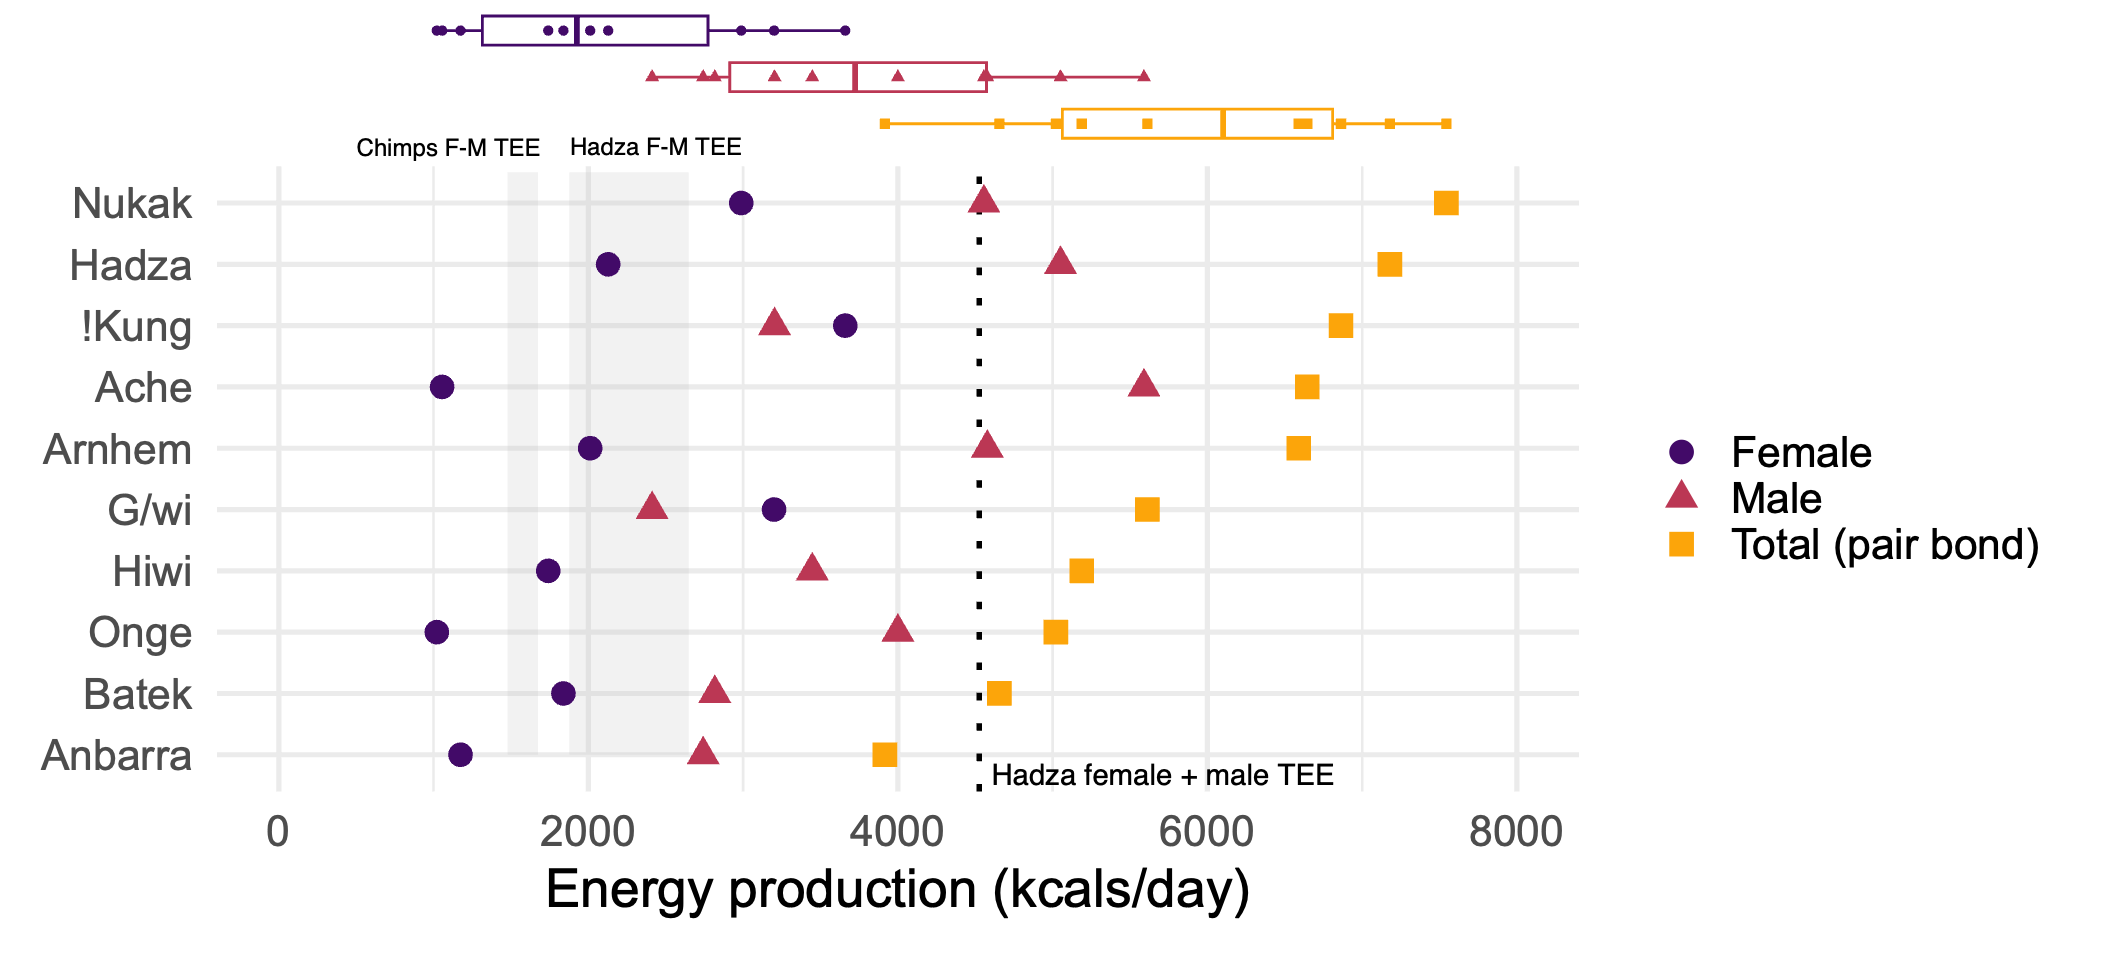 Chimps F-M TEE
Hadza F-M TEE
Nukak
Hadza
!Kung
Ache
Arnhem
G/wi
Hiwi
Onge
Batek
Anbarra
Hadza female + male TEE
0 2000 4000 6000 8000
Energy production (kcals/day)
Female
Male
Total (pair bond)